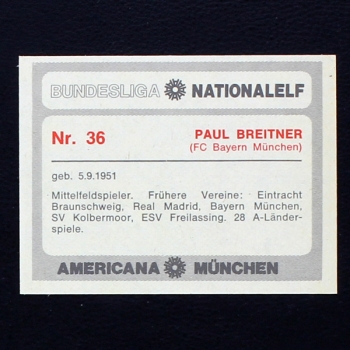 BUNDESLIGA NATIONALELF
Nr. 36 PAUL BREITNER
(FC Bayern München)
geb. 5.9.1951
Mittelfeldspieler. Frühere Vereine: Eintracht
Braunschweig, Real Madrid, Bayern München,
SV Kolbermoor, ESV Freilassing. 28 A-Länder-
spiele.
AMERICANA MÜNCHEN